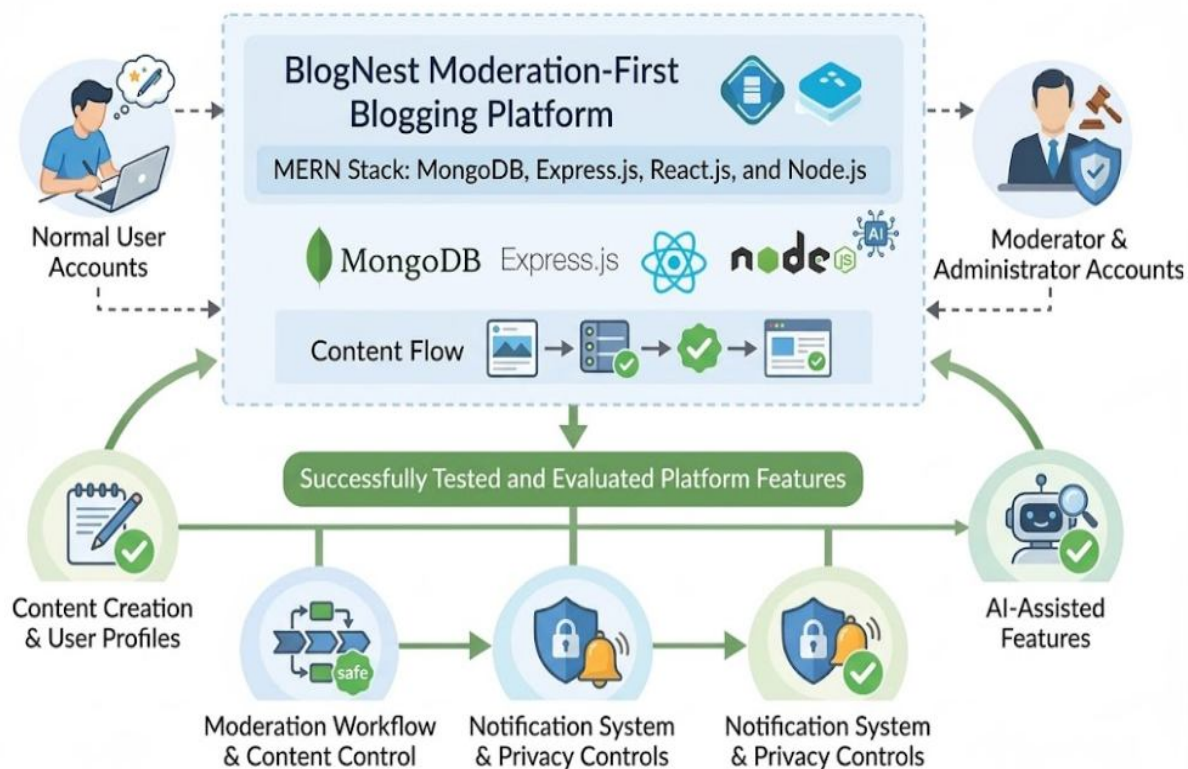 BlogNest Moderation-First
Blogging Platform
MERN Stack: MongoDB, Express.js, React.js, and Node.js
Normal User
Accounts
Moderator &
Administrator Accounts
MongoDB
Express.js
node
JS
AI
Content Flow
Successfully Tested and Evaluated Platform Features
Content Creation
& User Profiles
safe
Moderation Workflow
& Content Control
Notification System
& Privacy Controls
Notification System
& Privacy Controls
AI-Assisted
Features